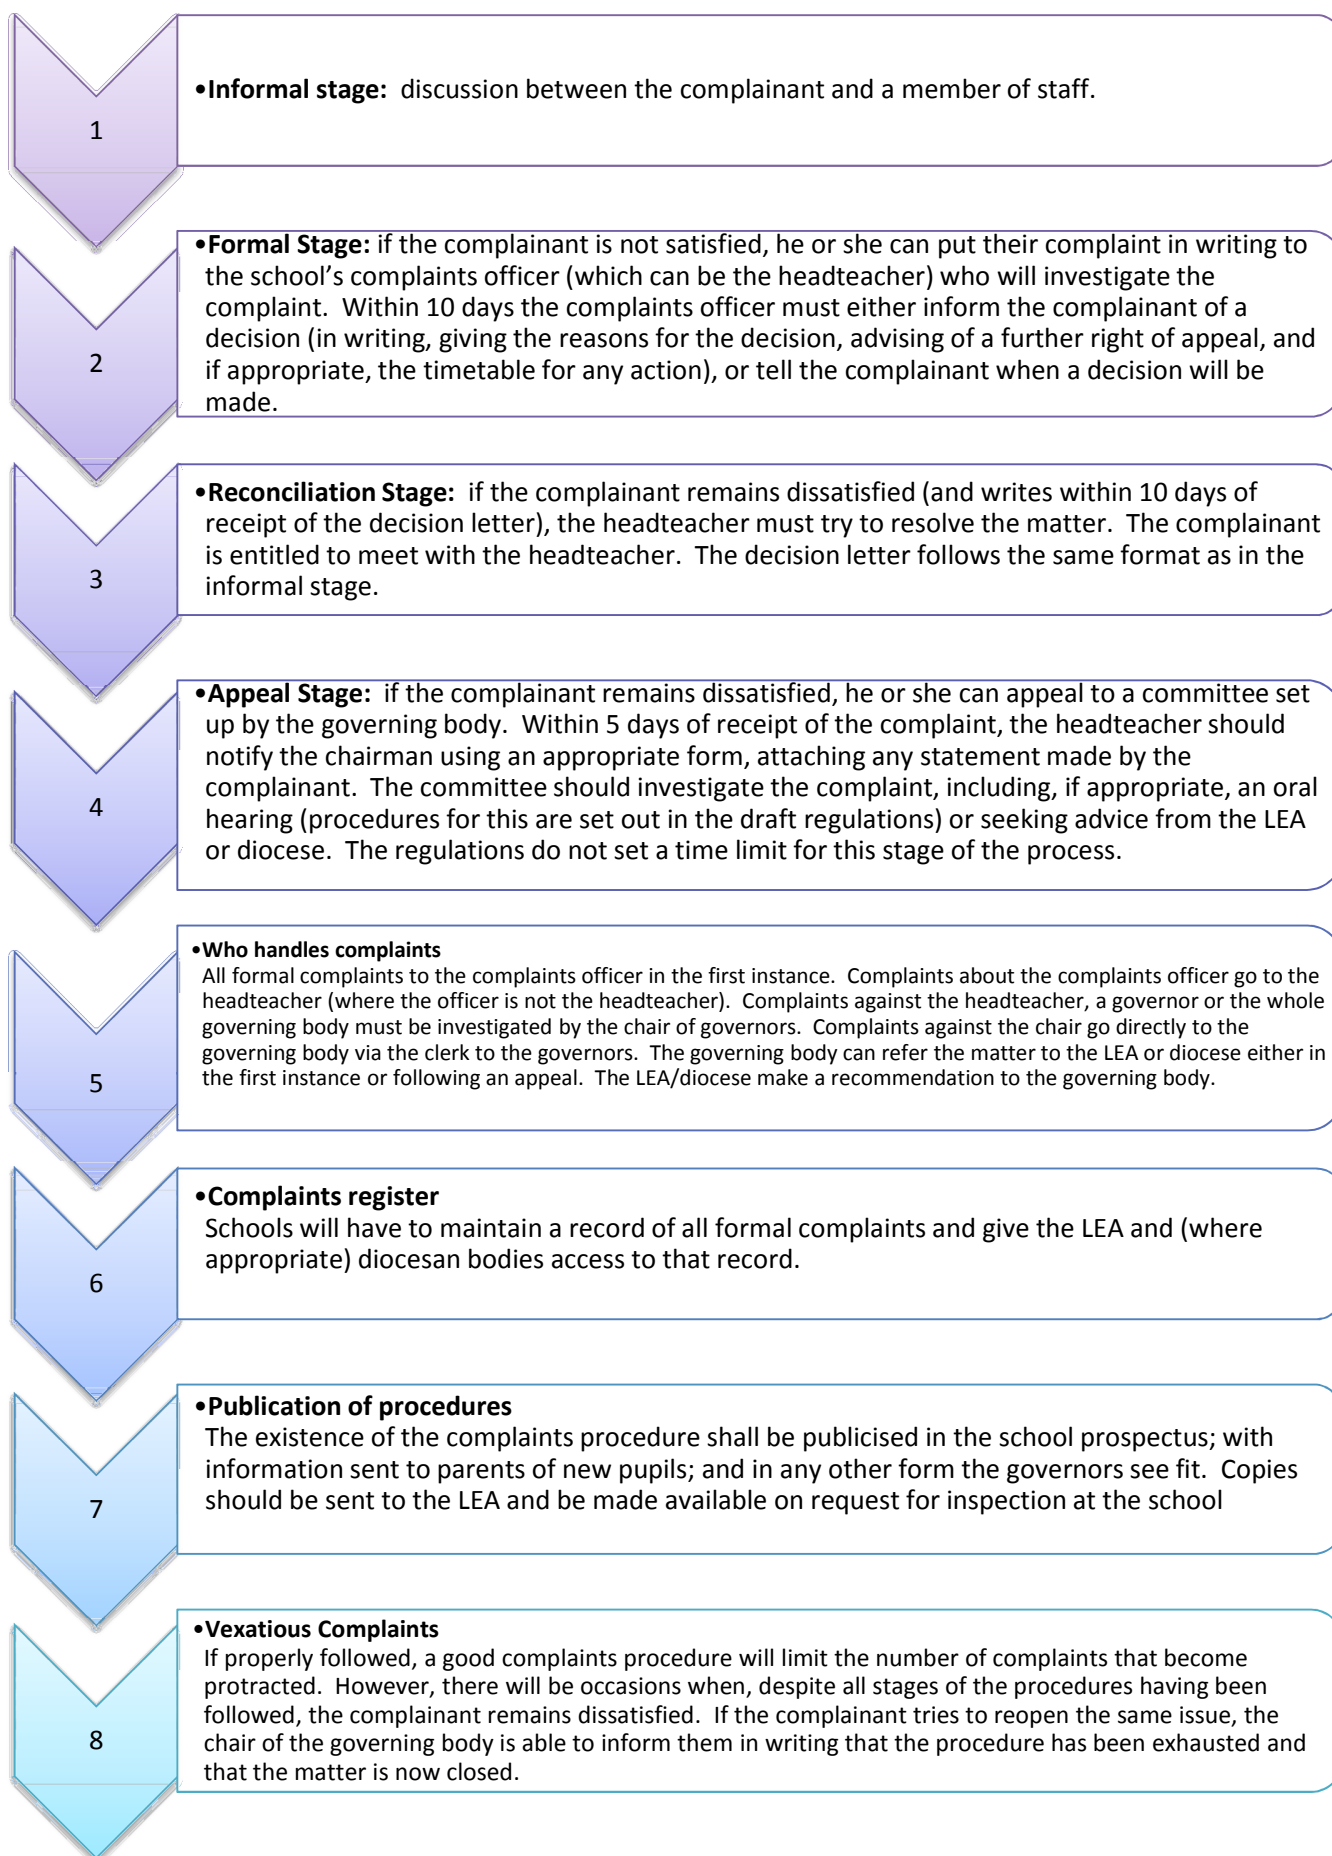 1
•Informal stage:  discussion between the complainant and a member of staff.
2
•Formal Stage: if the complainant is not satisfied, he or she can put their complaint in writing to
the school’s complaints officer (which can be the headteacher) who will investigate the
complaint.  Within 10 days the complaints officer must either inform the complainant of a
decision (in writing, giving the reasons for the decision, advising of a further right of appeal, and
if appropriate, the timetable for any action), or tell the complainant when a decision will be
made.
3
•Reconciliation Stage:  if the complainant remains dissatisfied (and writes within 10 days of
receipt of the decision letter), the headteacher must try to resolve the matter.  The complainant
is entitled to meet with the headteacher.  The decision letter follows the same format as in the
informal stage.
4
•Appeal Stage:  if the complainant remains dissatisfied, he or she can appeal to a committee set
up by the governing body.  Within 5 days of receipt of the complaint, the headteacher should
notify the chairman using an appropriate form, attaching any statement made by the
complainant.  The committee should investigate the complaint, including, if appropriate, an oral
hearing (procedures for this are set out in the draft regulations) or seeking advice from the LEA
or diocese.  The regulations do not set a time limit for this stage of the process.
5
•Who handles complaints
All formal complaints to the complaints officer in the first instance.  Complaints about the complaints officer go to the
headteacher (where the officer is not the headteacher).  Complaints against the headteacher, a governor or the whole
governing body must be investigated by the chair of governors.  Complaints against the chair go directly to the
governing body via the clerk to the governors.  The governing body can refer the matter to the LEA or diocese either in
the first instance or following an appeal.  The LEA/diocese make a recommendation to the governing body.
6
•Complaints register
Schools will have to maintain a record of all formal complaints and give the LEA and (where
appropriate) diocesan bodies access to that record.
7
•Publication of procedures
The existence of the complaints procedure shall be publicised in the school prospectus; with
information sent to parents of new pupils; and in any other form the governors see fit.  Copies
should be sent to the LEA and be made available on request for inspection at the school
8
•Vexatious Complaints
If properly followed, a good complaints procedure will limit the number of complaints that become
protracted.  However, there will be occasions when, despite all stages of the procedures having been
followed, the complainant remains dissatisfied.  If the complainant tries to reopen the same issue, the
chair of the governing body is able to inform them in writing that the procedure has been exhausted and
that the matter is now closed.